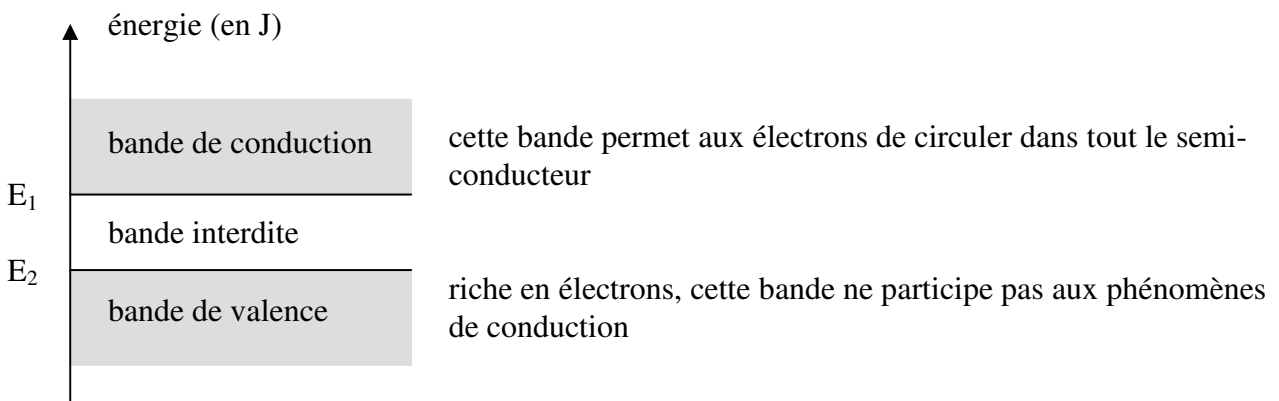 énergie (en J)
bande de conduction
cette bande permet aux électrons de circuler dans tout le semi-
conducteur
E₁
bande interdite
E₂
bande de valence
riche en électrons, cette bande ne participe pas aux phénomènes
de conduction